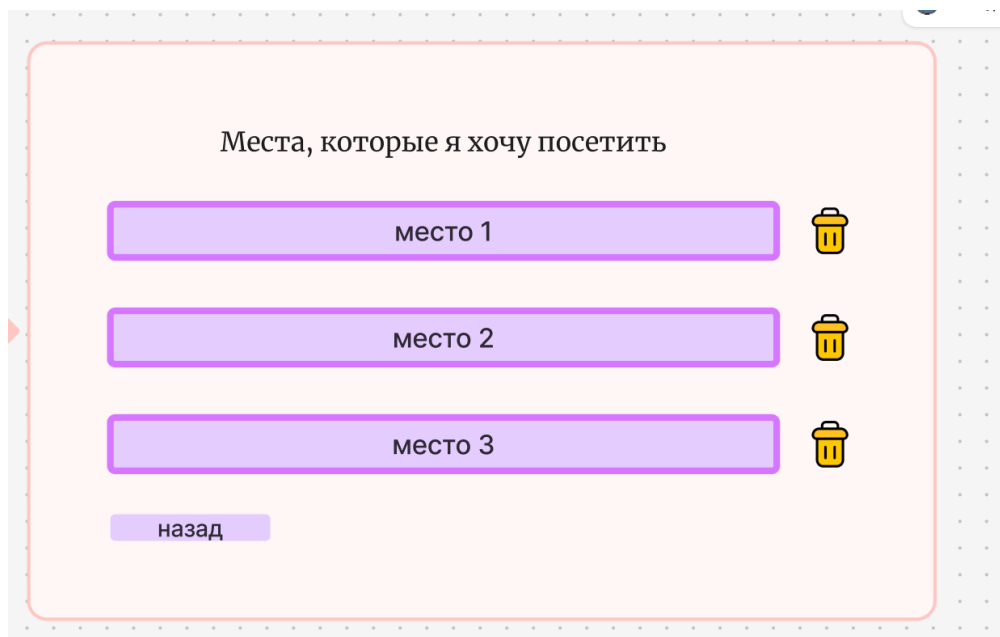 Места, которые я хочу посетить
место 1
место 2
место 3
назад